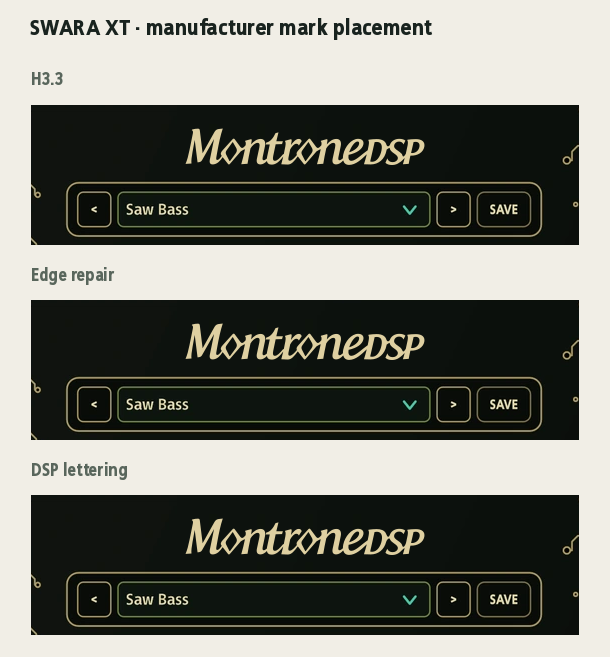 SWARA XT · manufacturer mark placement
H3.3
MontroneDSP
< Saw Bass > SAVE
Edge repair
MontroneDSP
< Saw Bass > SAVE
DSP lettering
MontroneDSP
< Saw Bass > SAVE